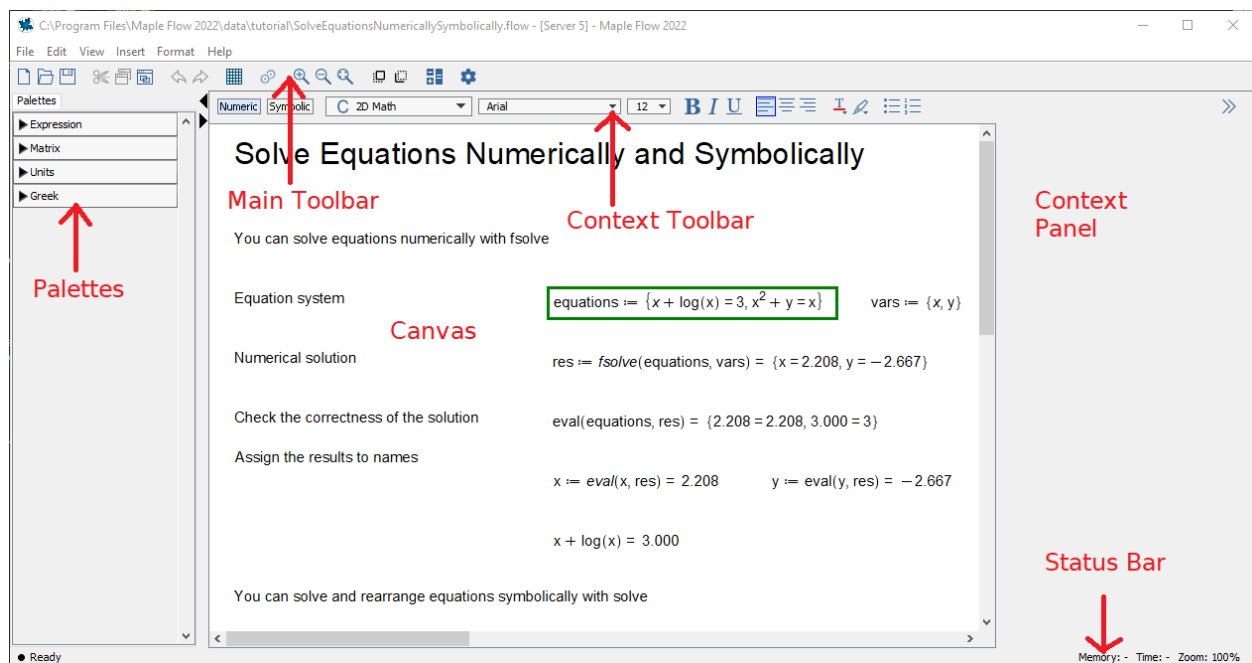 C:\Program Files\Maple Flow 2022\data\tutorial\SolveEquationsNumericallySymbolically.flow - [Server 5] - Maple Flow 2022
File Edit View Insert Format Help
Palettes
Numeric Symbolic C 2D Math Arial 12 B I U T
Expression
Matrix
Units
Greek
Palettes
Solve Equations Numerically and Symbolically
Main Toolbar
Context Toolbar
Context
Panel
You can solve equations numerically with fsolve
Equation system equations := {x + log(x) = 3, x² + y = x} vars := {x, y}
Canvas
Numerical solution res := fsolve(equations, vars) = {x = 2.208, y = −2.667}
Check the correctness of the solution eval(equations, res) = {2.208 = 2.208, 3.000 = 3}
Assign the results to names
x := eval(x, res) = 2.208 y := eval(y, res) = −2.667
x + log(x) = 3.000
You can solve and rearrange equations symbolically with solve
Status Bar
Ready
Memory: - Time: - Zoom: 100%